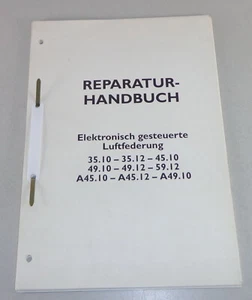 REPARATUR-
HANDBUCH
Elektronisch gesteuerte
Luftfederung
35.10 – 35.12 – 45.10
49.10 – 49.12 – 59.12
A45.10 – A45.12 – A49.10